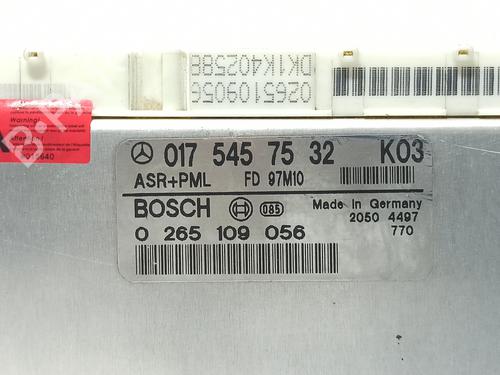 0265109056
DK1K40258B
Warning!
017 545 75 32 K03
ASR+PML FD 97M10
BOSCH 085 Made in Germany
2050 4497
0 265 109 056 770